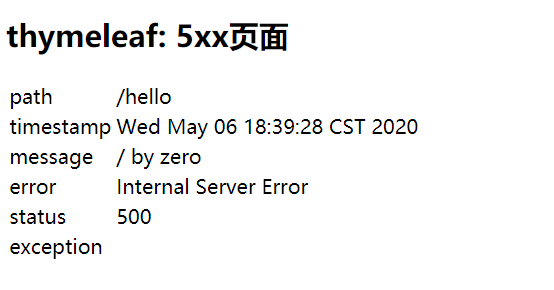 thymeleaf: 5xx页面
path /hello
timestamp Wed May 06 18:39:28 CST 2020
message / by zero
error Internal Server Error
status 500
exception